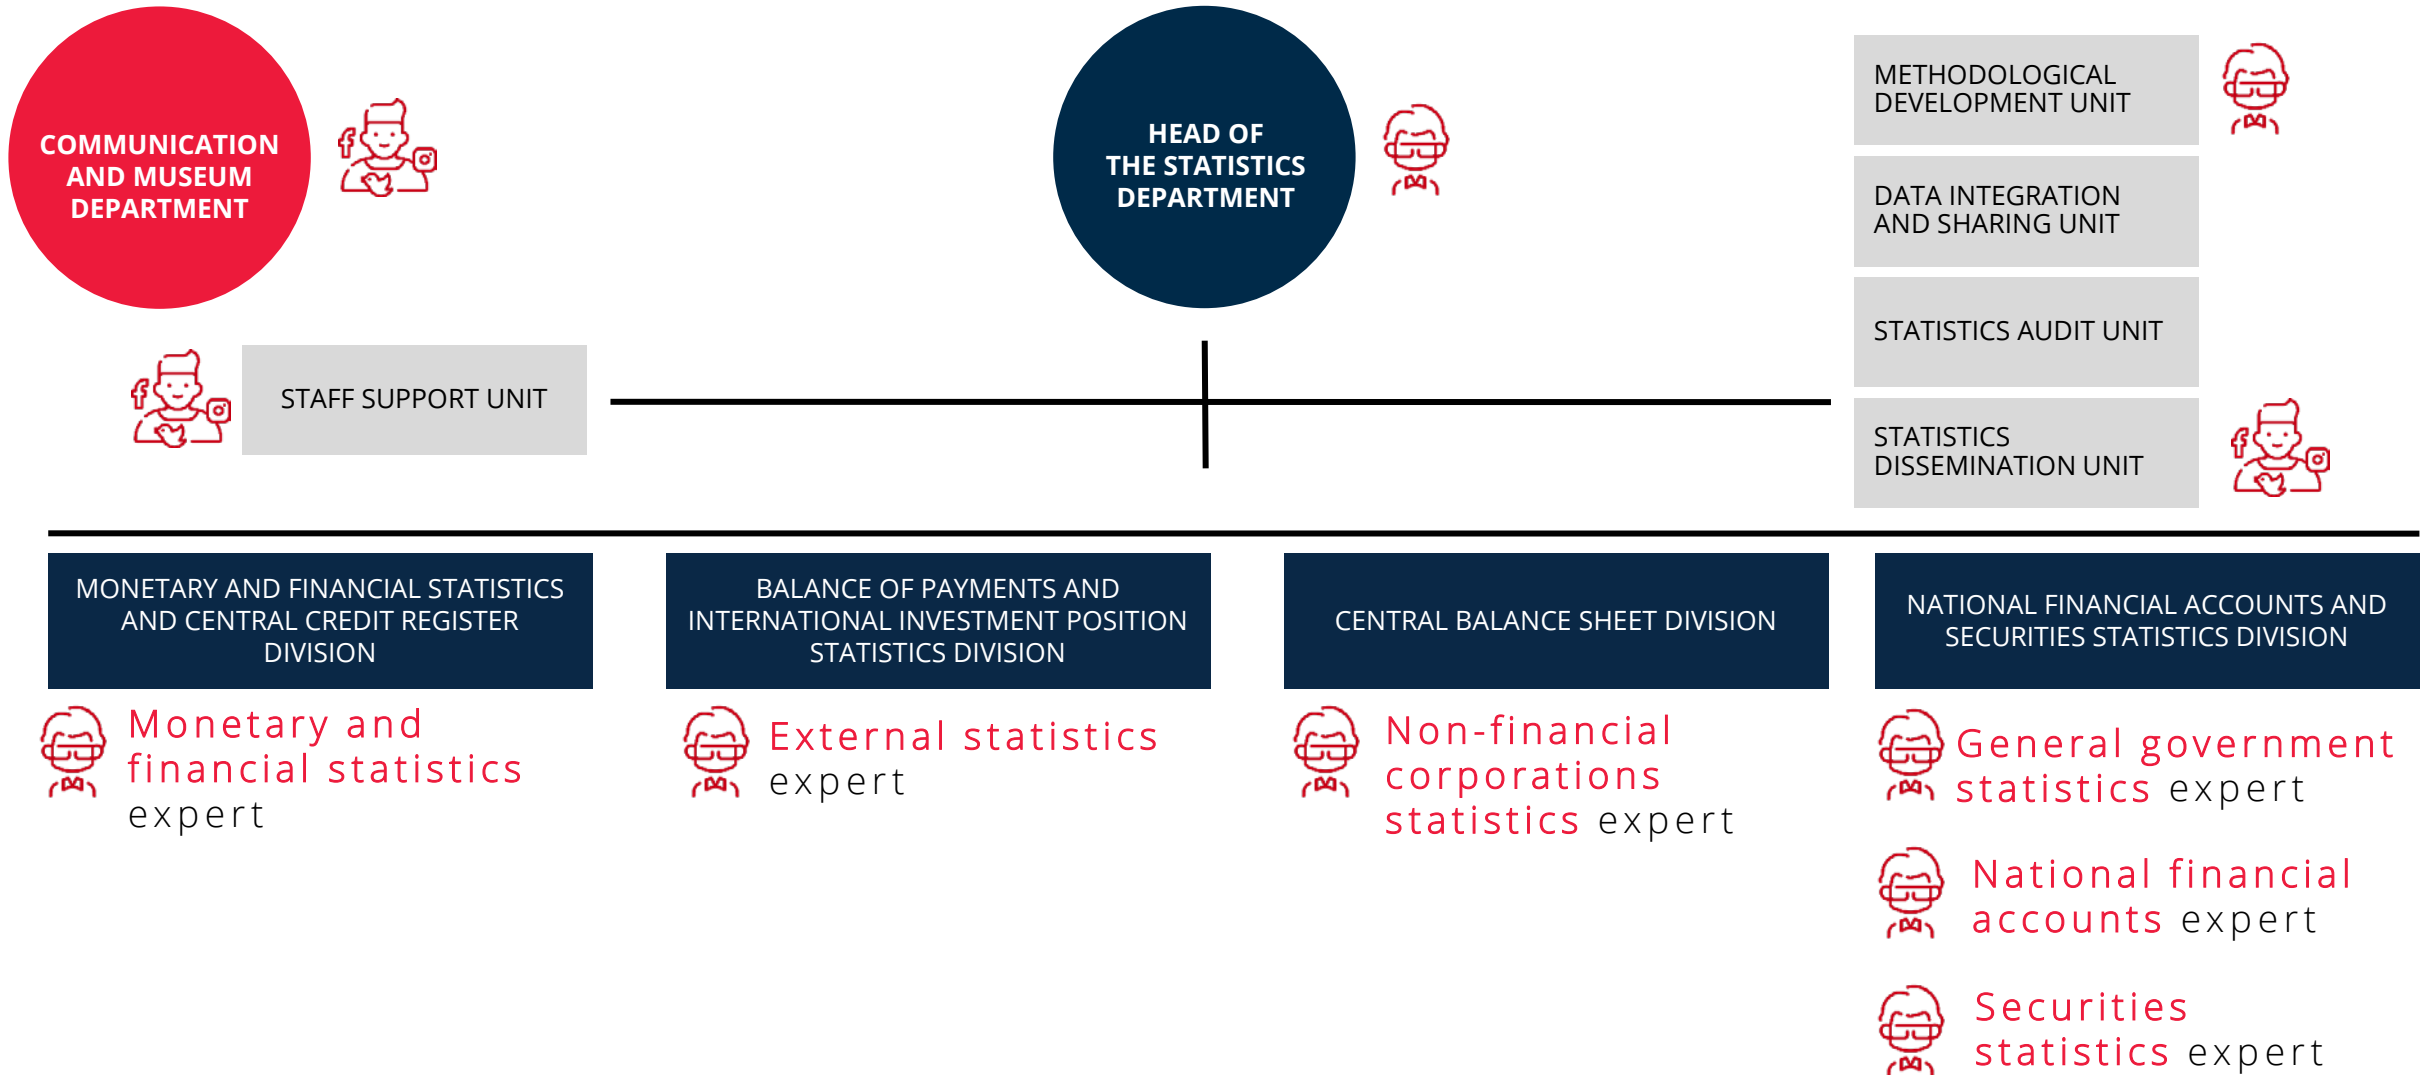 COMMUNICATION
AND MUSEUM
DEPARTMENT
HEAD OF
THE STATISTICS
DEPARTMENT
METHODOLOGICAL
DEVELOPMENT UNIT
DATA INTEGRATION
AND SHARING UNIT
STATISTICS AUDIT UNIT
STATISTICS
DISSEMINATION UNIT
STAFF SUPPORT UNIT
MONETARY AND FINANCIAL STATISTICS
AND CENTRAL CREDIT REGISTER
DIVISION
BALANCE OF PAYMENTS AND
INTERNATIONAL INVESTMENT POSITION
STATISTICS DIVISION
CENTRAL BALANCE SHEET DIVISION
NATIONAL FINANCIAL ACCOUNTS AND
SECURITIES STATISTICS DIVISION
Monetary and
financial statistics
expert
External statistics
expert
Non-financial
corporations
statistics expert
General government
statistics expert
National financial
accounts expert
Securities
statistics expert